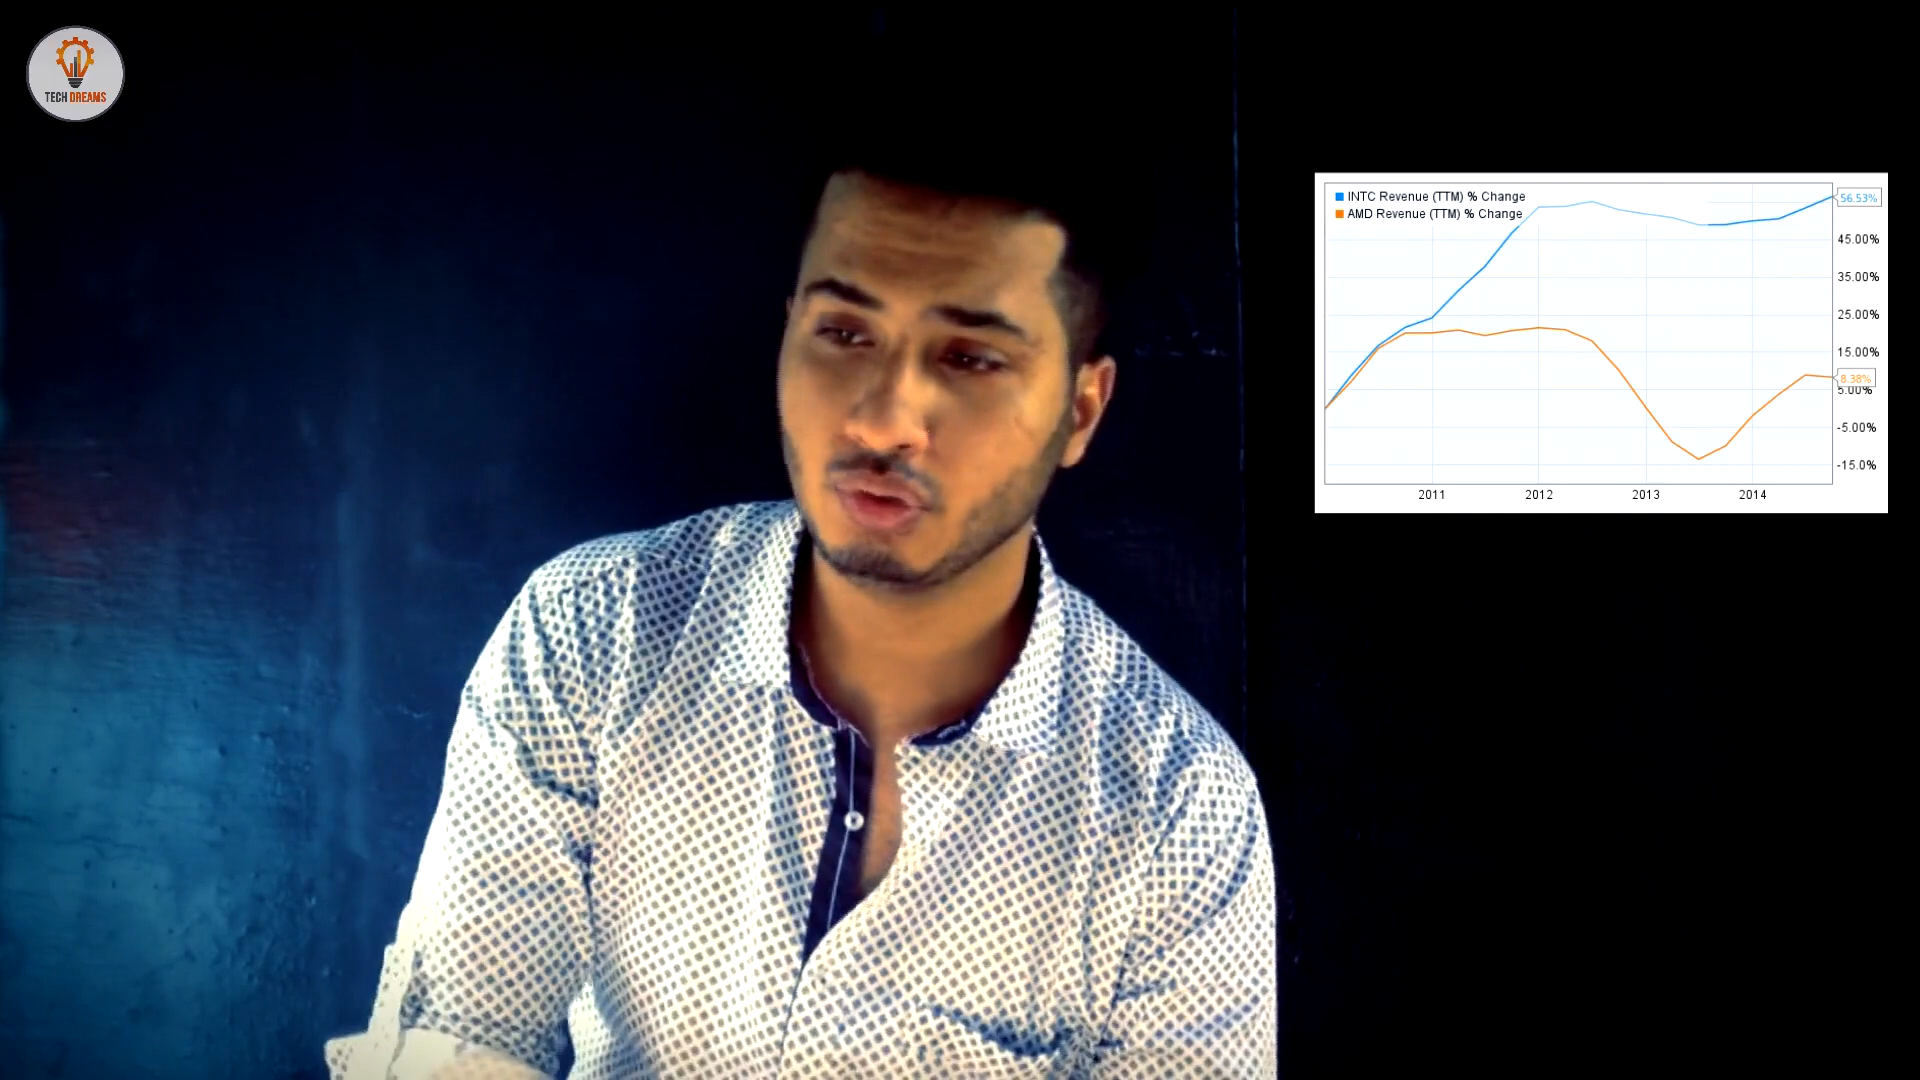 TECH DREAMS
INTC Revenue (TTM) % Change
AMD Revenue (TTM) % Change
56.53%
45.00%
35.00%
25.00%
15.00%
8.38%
5.00%
-5.00%
-15.0%
2011 2012 2013 2014